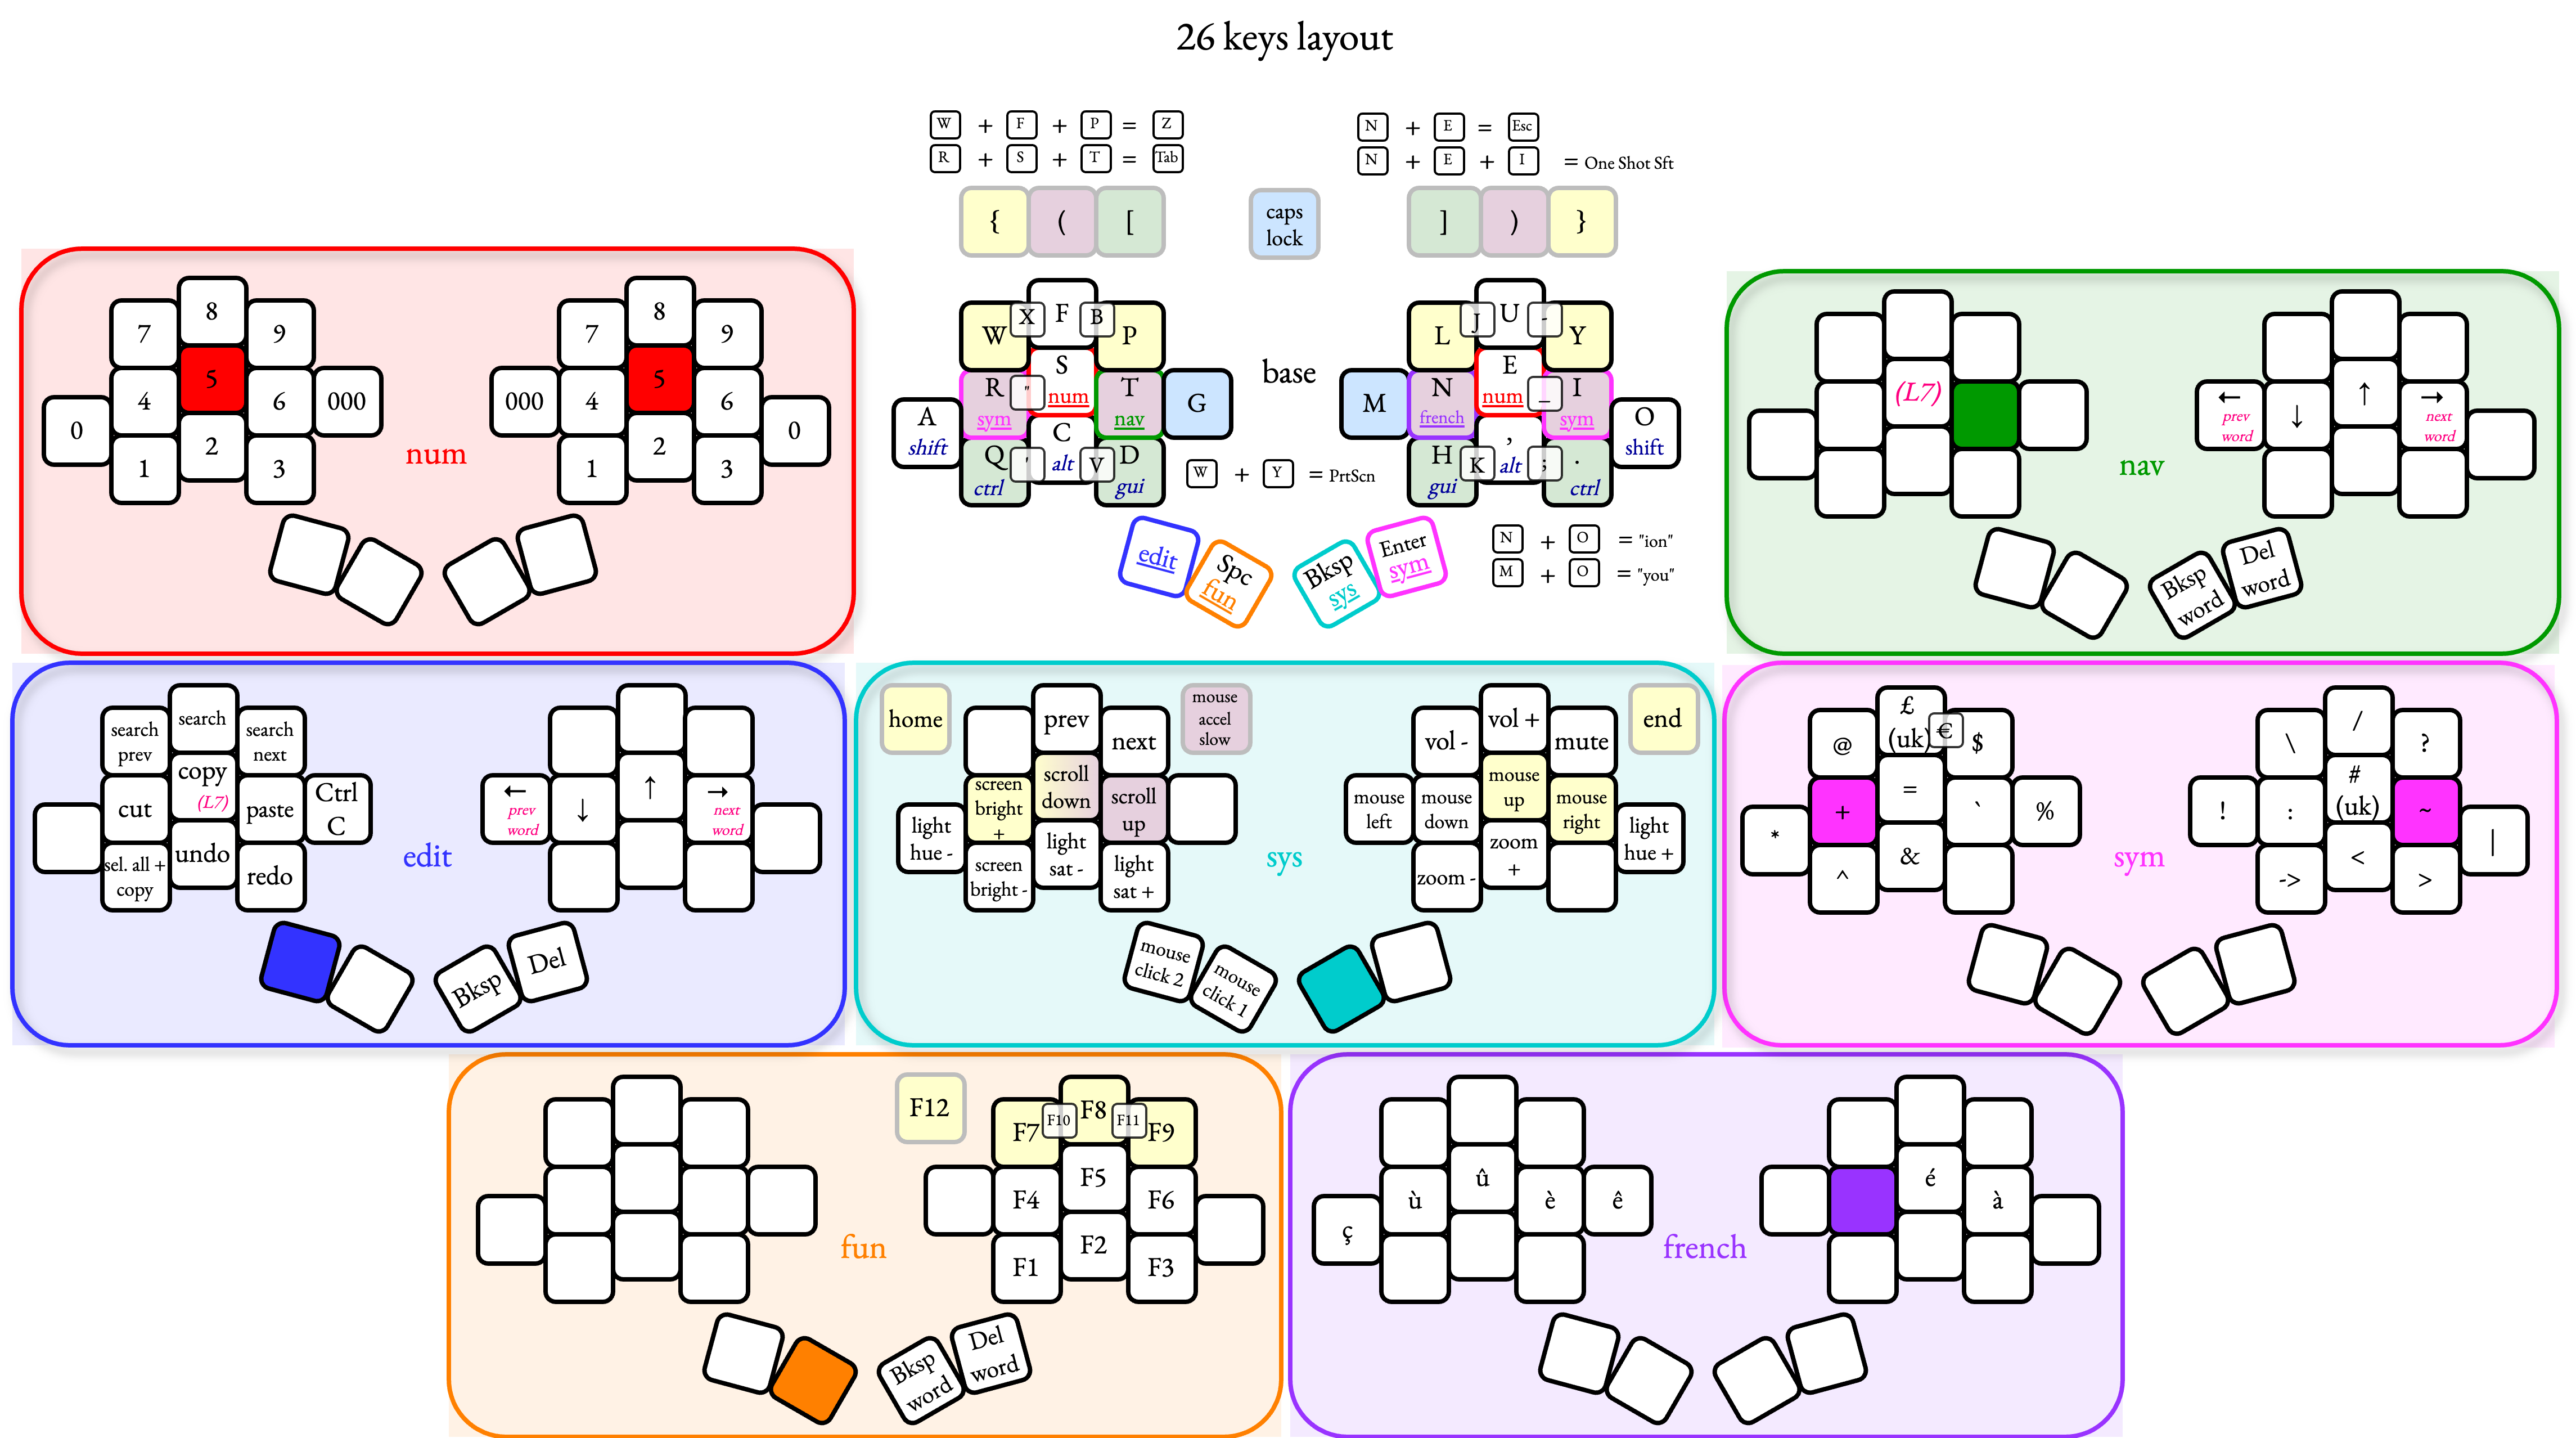 26 keys layout
W + F + P = Z
R + S + T = Tab
N + E = Esc
N + E + I = One Shot Sft
{ ( [
caps
lock
] ) }
8
7 9
5
4 6 000
0
2
1 3
8
7 9
5
000 4 6
0
2
1 3
num
F
X B
W P
S
num
R
sym
"
T
nav
G
A
shift
C
alt
Q
ctrl
'
V
D
gui
base
U
J -
L Y
E
num
M
N
french
_
I
sym
O
shift
,
alt
H
gui
K
;
.
ctrl
W + Y = PrtScn
edit
Spc
fun
Bksp
sys
Enter
sym
N + O = "ion"
M + O = "you"
(L7)
nav
←
prev
word
↓
↑
→
next
word
Bksp
word
Del
word
search
prev
search
search
next
cut
copy
(L7)
paste
Ctrl
C
sel. all +
copy
undo
redo
edit
←
prev
word
↓
↑
→
next
word
Bksp
Del
home
prev
next
mouse
accel
slow
screen
bright
+
scroll
down
scroll
up
light
hue -
screen
bright -
light
sat -
light
sat +
sys
vol -
vol +
mute
end
mouse
left
mouse
down
mouse
up
mouse
right
light
hue +
zoom -
zoom
+
mouse
click 2
mouse
click 1
@
£
(uk)
€
$
*
+
=
`
%
^
&
sym
\
/
?
!
:
#
(uk)
~
|
->
<
>
fun
F12
F7
F10
F8
F11
F9
F4
F5
F6
F1
F2
F3
Bksp
word
Del
word
ç
ù
û
è
ê
french
é
à